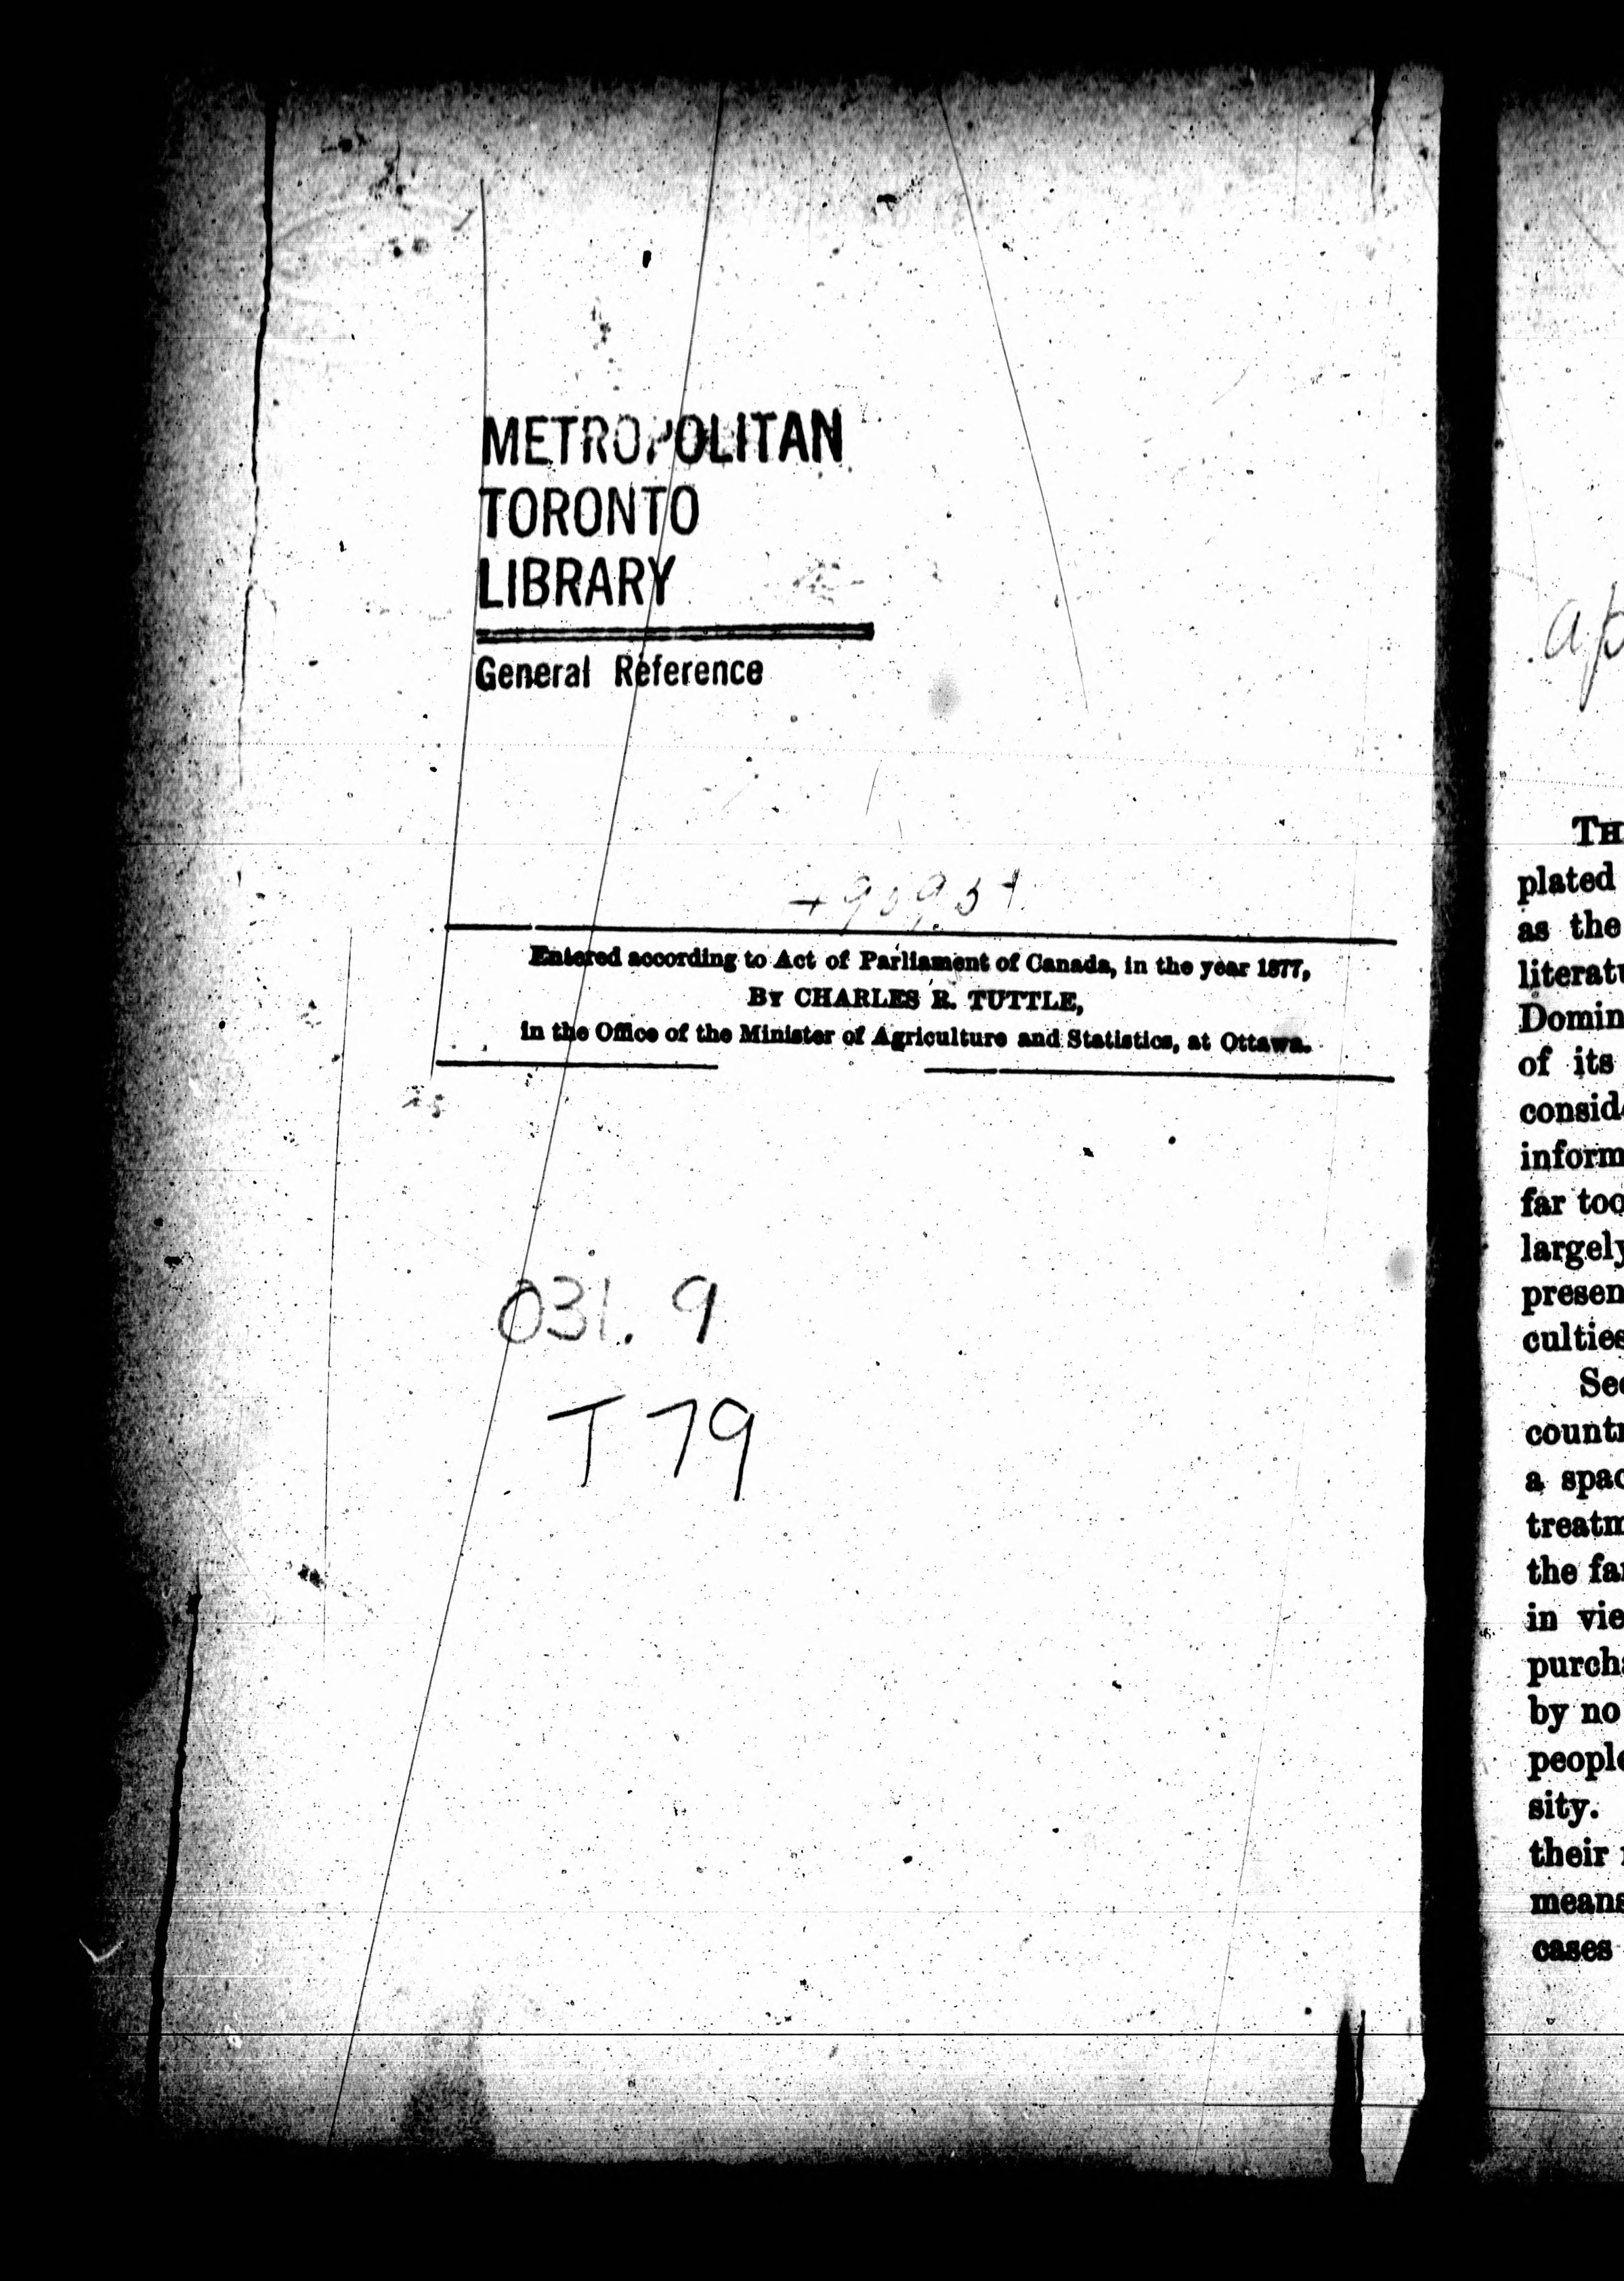 METROPOLITAN
TORONTO
LIBRARY
General Reference
Entered according to Act of Parliament of Canada, in the year 1877,
BY CHARLES R. TUTTLE,
in the Office of the Minister of Agriculture and Statistics, at Ottawa.
031.9
T79
ap
TH
plated
as the
literatu
Domin
of its
conside
inform
far too
largely
presen
culties
See
countr
a spac
treatm
the fa
in vie
purcha
by no
people
sity.
their
means
cases